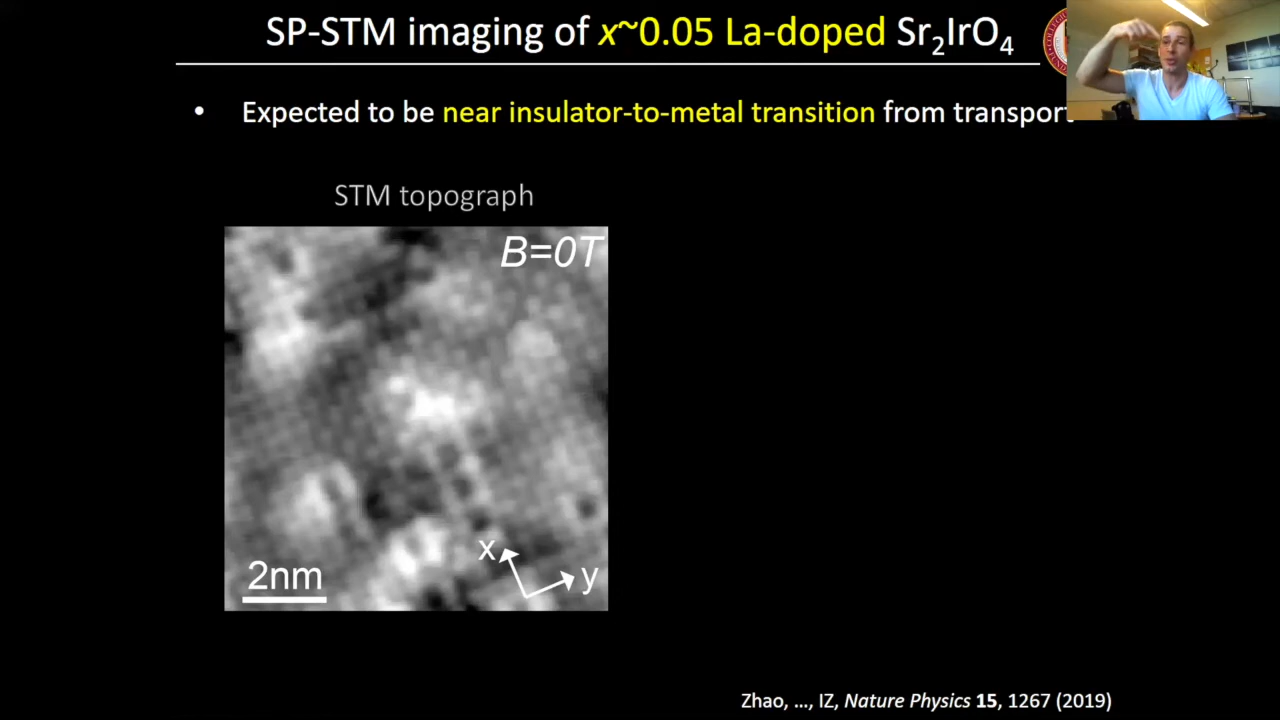 SP-STM imaging of x~0.05 La-doped Sr₂IrO₄
• Expected to be near insulator-to-metal transition from transport
STM topograph
B=0T
x
y
2nm
Zhao, ..., IZ, Nature Physics 15, 1267 (2019)